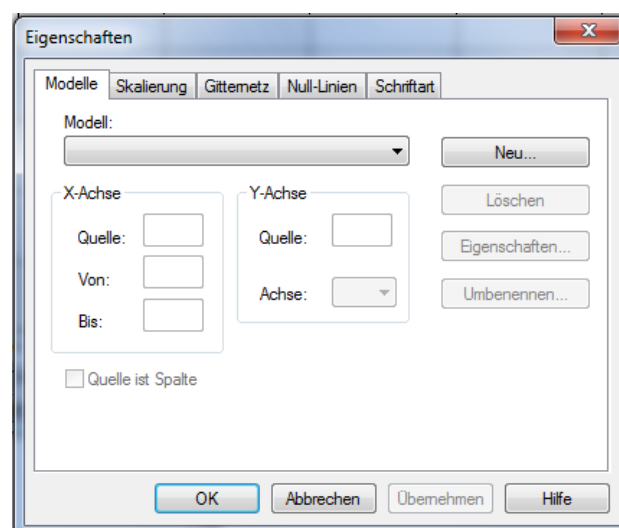 Eigenschaften
Modelle Skalierung Gitternetz Null-Linien Schriftart
Modell:
Neu...
X-Achse Y-Achse Löschen
Quelle: Quelle: Eigenschaften...
Von:
Achse: Umbenennen...
Bis:
Quelle ist Spalte
OK Abbrechen Übernehmen Hilfe